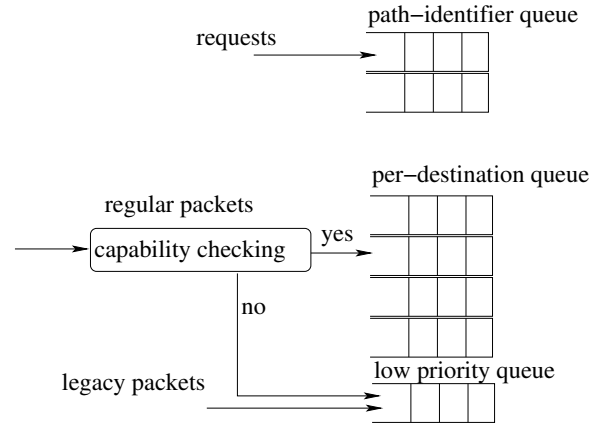 path-identifier queue
requests
per-destination queue
regular packets
capability checking
yes
no
low priority queue
legacy packets